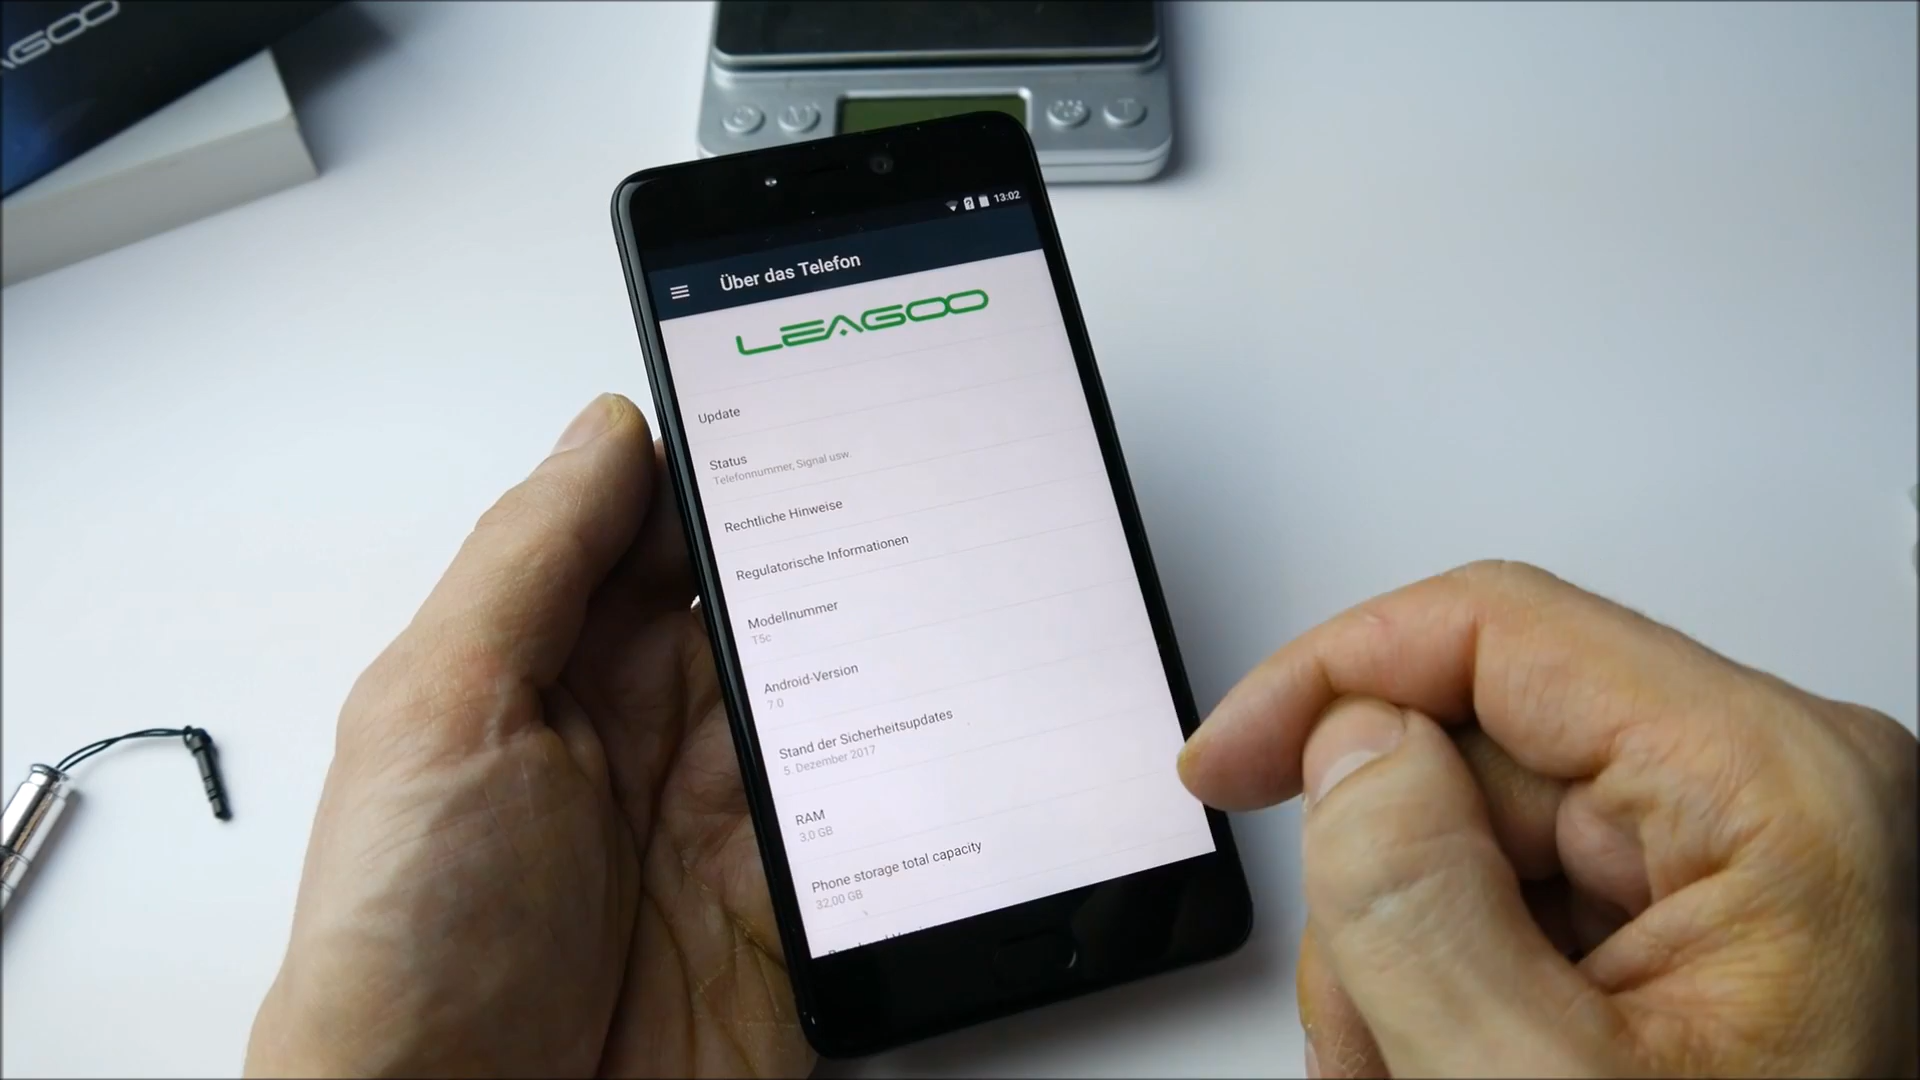 AGOO
M
T
13:02
Über das Telefon
LEAGOO
Update
Status
Telefonnummer, Signal usw.
Rechtliche Hinweise
Regulatorische Informationen
Modellnummer
T5c
Android-Version
7.0
Stand der Sicherheitsupdates
5. Dezember 2017
RAM
3,0 GB
Phone storage total capacity
32,00 GB